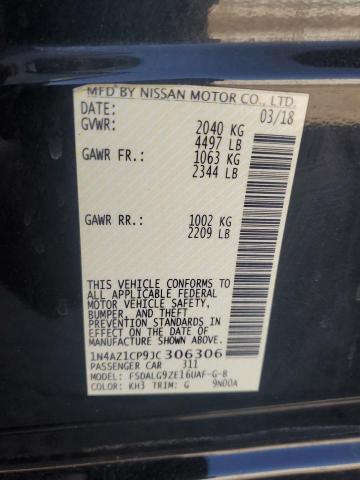 MFD BY NISSAN MOTOR CO., LTD.
DATE: 03/18
GVWR: 2040 KG
4497 LB
GAWR FR.: 1063 KG
2344 LB
GAWR RR.: 1002 KG
2209 LB
THIS VEHICLE CONFORMS TO ALL
APPLICABLE FEDERAL
MOTOR VEHICLE SAFETY,
BUMPER, AND THEFT
PREVENTION STANDARDS IN
EFFECT ON THE DATE OF
MANUFACTURE SHOWN ABOVE.
1N4AZ1CP9JC306306
PASSENGER CAR 311
MODEL: FSDALG9ZE16UAF-G-B
COLOR: KH3 TRIM: G 9N00A